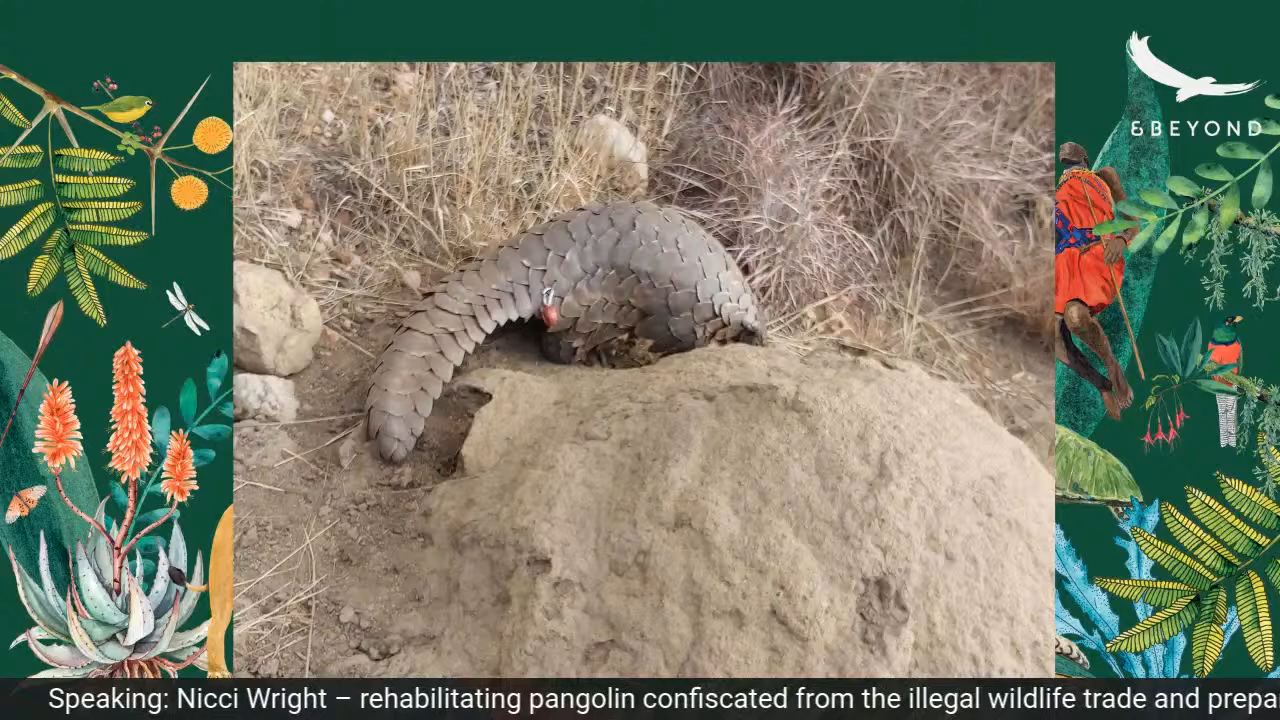 &BEYOND
Speaking: Nicci Wright – rehabilitating pangolin confiscated from the illegal wildlife trade and prepa